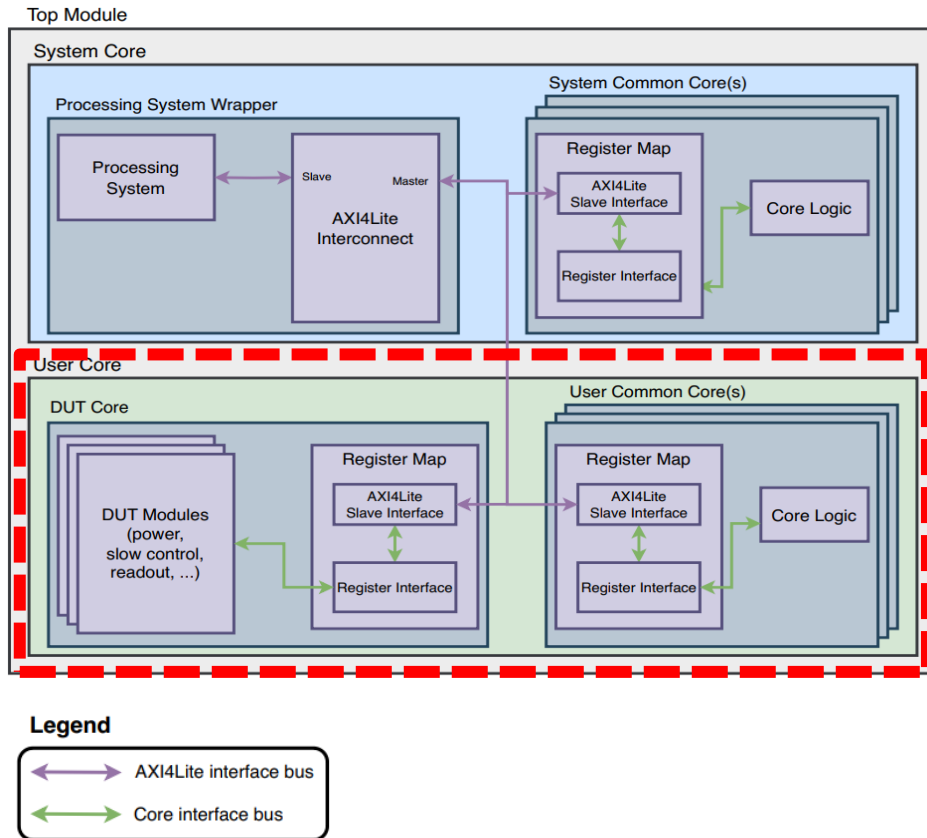 Top Module
System Core
Processing System Wrapper
Processing
System
Slave
Master
AXI4Lite
Interconnect
System Common Core(s)
Register Map
AXI4Lite
Slave Interface
Register Interface
Core Logic
User Core
DUT Core
DUT Modules
(power,
slow control,
readout, ...)
Register Map
AXI4Lite
Slave Interface
Register Interface
User Common Core(s)
Register Map
AXI4Lite
Slave Interface
Register Interface
Core Logic
Legend
AXI4Lite interface bus
Core interface bus